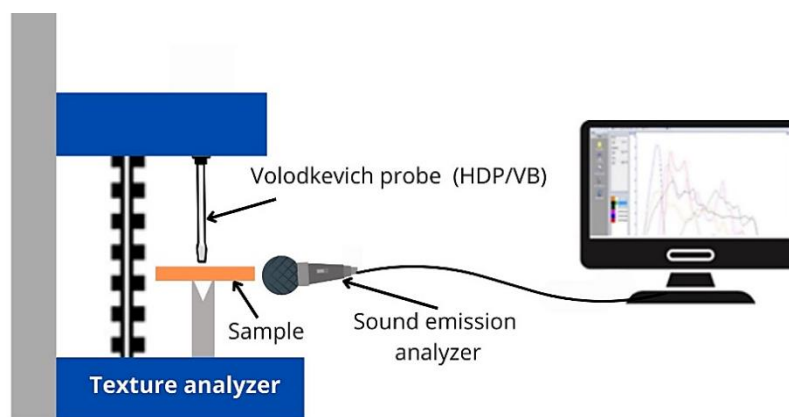 Volodkevich probe (HDP/VB)
Sample
Sound emission
analyzer
Texture analyzer